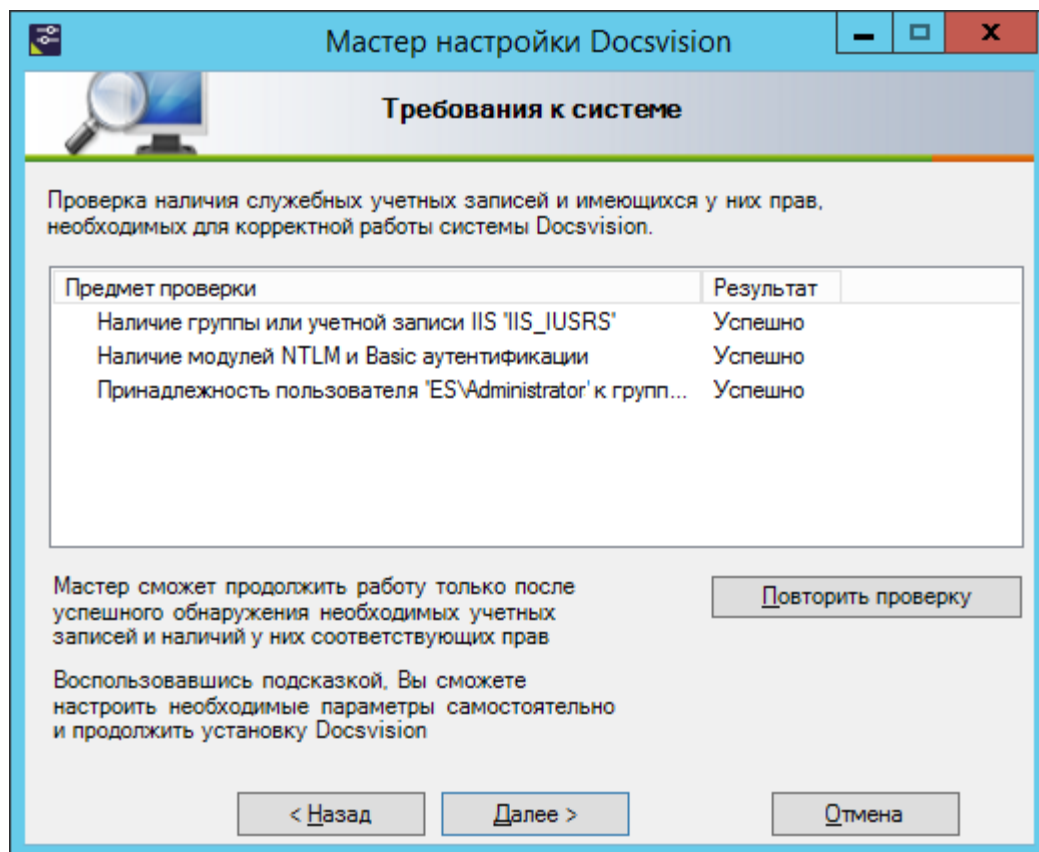 Мастер настройки Docsvision
Требования к системе
Проверка наличия служебных учетных записей и имеющихся у них прав,
необходимых для корректной работы системы Docsvision.
Предмет проверки Результат
Наличие группы или учетной записи IIS "IIS_IUSRS" Успешно
Наличие модулей NTLM и Basic аутентификации Успешно
Принадлежность пользователя 'ES\Administrator' к групп... Успешно
Мастер сможет продолжить работу только после
успешного обнаружения необходимых учетных
записей и наличий у них соответствующих прав
Повторить проверку
Воспользовавшись подсказкой, Вы сможете
настроить необходимые параметры самостоятельно
и продолжить установку Docsvision
< Назад Далее > Отмена